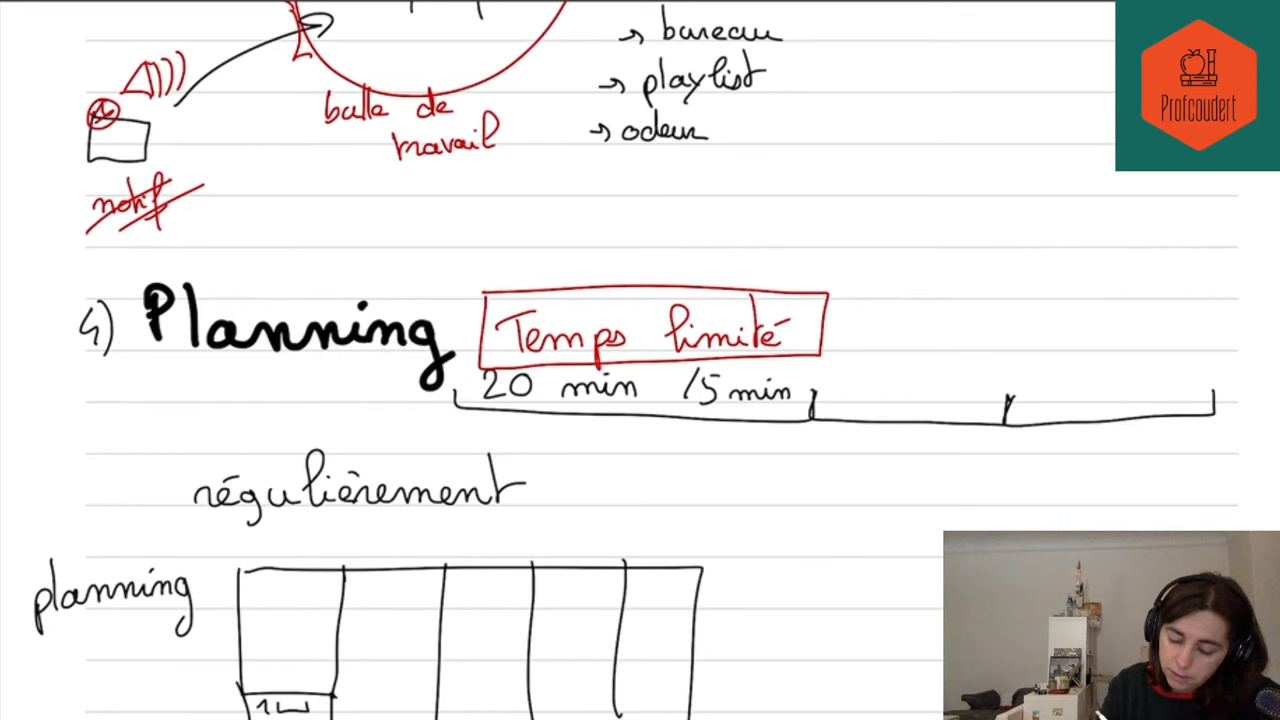 → bureau
→ playlist
→ odeur
bulle de
travail
notif
Profcoudert
4) Planning
Temps limité
20 min /5 min
régulièrement
planning